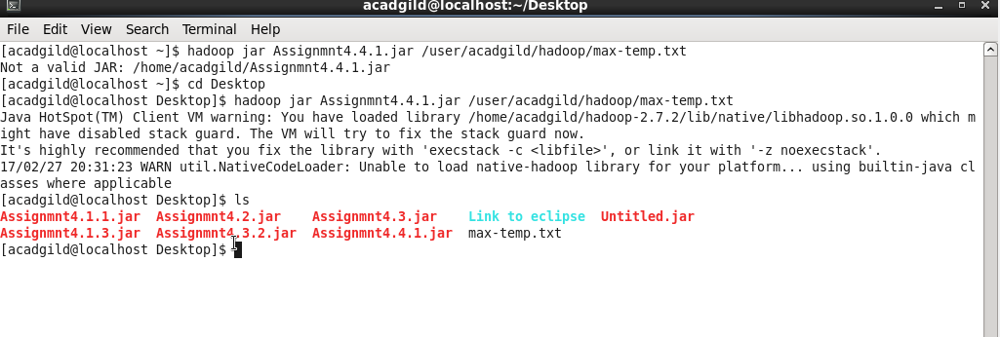 acadgild@localhost:~/Desktop
File Edit View Search Terminal Help
[acadgild@localhost ~]$ hadoop jar Assignmnt4.4.1.jar /user/acadgild/hadoop/max-temp.txt
Not a valid JAR: /home/acadgild/Assignmnt4.4.1.jar
[acadgild@localhost ~]$ cd Desktop
[acadgild@localhost Desktop]$ hadoop jar Assignmnt4.4.1.jar /user/acadgild/hadoop/max-temp.txt
Java HotSpot(TM) Client VM warning: You have loaded library /home/acadgild/hadoop-2.7.2/lib/native/libhadoop.so.1.0.0 which m
ight have disabled stack guard. The VM will try to fix the stack guard now.
It's highly recommended that you fix the library with 'execstack -c <libfile>', or link it with '-z noexecstack'.
17/02/27 20:31:23 WARN util.NativeCodeLoader: Unable to load native-hadoop library for your platform... using builtin-java cl
asses where applicable
[acadgild@localhost Desktop]$ ls
Assignmnt4.1.1.jar Assignmnt4.2.jar Assignmnt4.3.jar Link to eclipse Untitled.jar
Assignmnt4.1.3.jar Assignmnt4.3.2.jar Assignmnt4.4.1.jar max-temp.txt
[acadgild@localhost Desktop]$